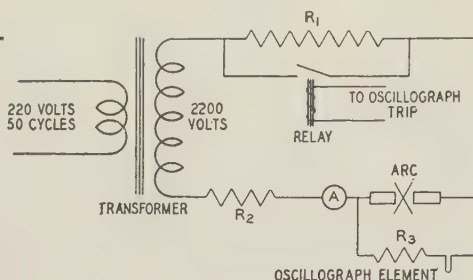 R1
220 VOLTS
50 CYCLES
2200
VOLTS
TO OSCILLOGRAPH
TRIP
RELAY
ARC
TRANSFORMER
R2
A
R3
OSCILLOGRAPH ELEMENT